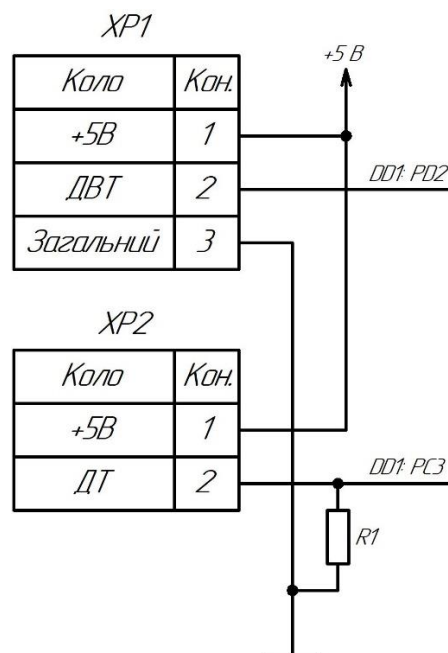 XP1
Коло Кон.
+5В 1
ДВТ 2
Загальний 3
+5 В
DD1: PD2
XP2
Коло Кон.
+5В 1
ДТ 2
DD1: PC3
R1